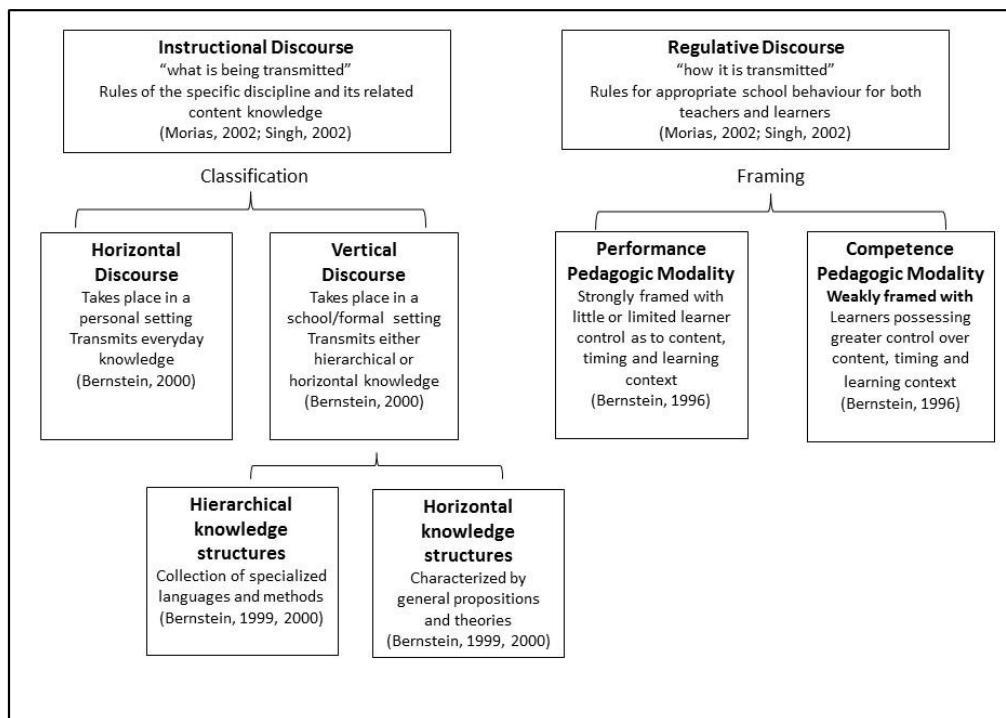 Instructional Discourse
“what is being transmitted”
Rules of the specific discipline and its related
content knowledge
(Morias, 2002; Singh, 2002)
Regulative Discourse
“how it is transmitted”
Rules for appropriate school behaviour for both
teachers and learners
(Morias, 2002; Singh, 2002)
Classification
Framing
Horizontal
Discourse
Takes place in a
personal setting
Transmits everyday
knowledge
(Bernstein, 2000)
Vertical
Discourse
Takes place in a
school/formal setting
Transmits either
hierarchical or
horizontal knowledge
(Bernstein, 2000)
Performance
Pedagogic Modality
Strongly framed with
little or limited learner
control as to content,
timing and learning
context
(Bernstein, 1996)
Competence
Pedagogic Modality
Weakly framed with
Learners possessing
greater control over
content, timing and
learning context
(Bernstein, 1996)
Hierarchical
knowledge
structures
Collection of specialized
languages and methods
(Bernstein, 1999, 2000)
Horizontal
knowledge
structures
Characterized by
general propositions
and theories
(Bernstein, 1999, 2000)